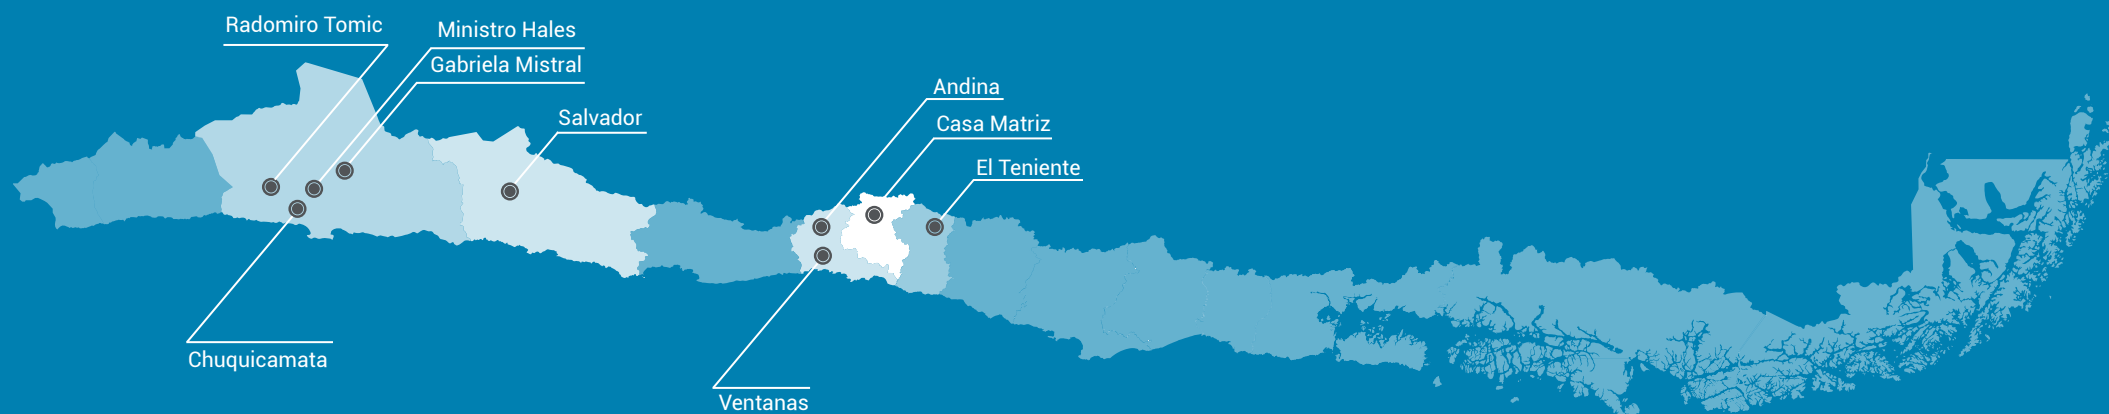 Radomiro Tomic
Ministro Hales
Gabriela Mistral
Salvador
Andina
Casa Matriz
El Teniente
Chuquicamata
Ventanas